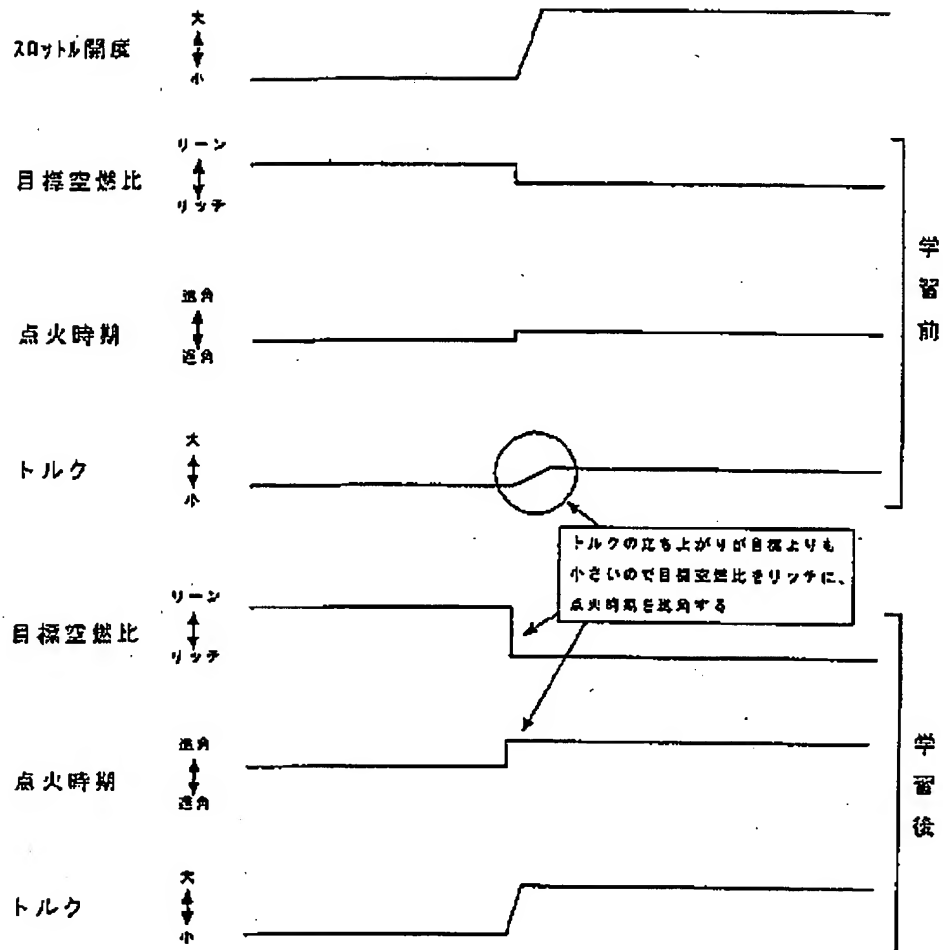 スロットル開度
大
小
目標空燃比
リーン
リッチ
点火時期
進角
遅角
トルク
大
小
学習前
トルクの立ち上がりが目標よりも
小さいので目標空燃比をリッチに、
点火時期を進角する
目標空燃比
リーン
リッチ
点火時期
進角
トルク
大
小
学習後